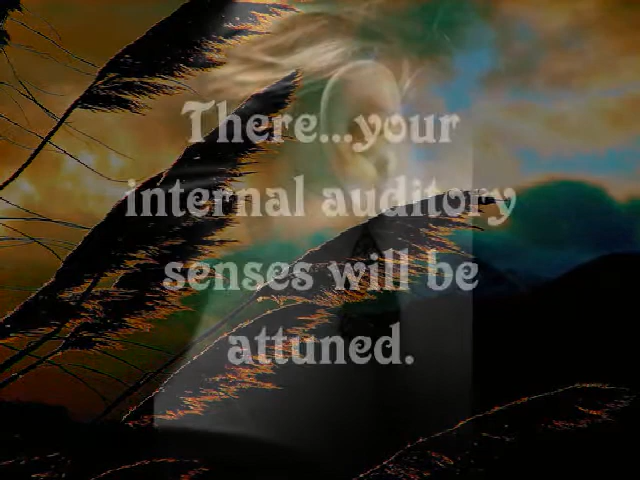 There...your
internal auditory
senses will be
attuned.